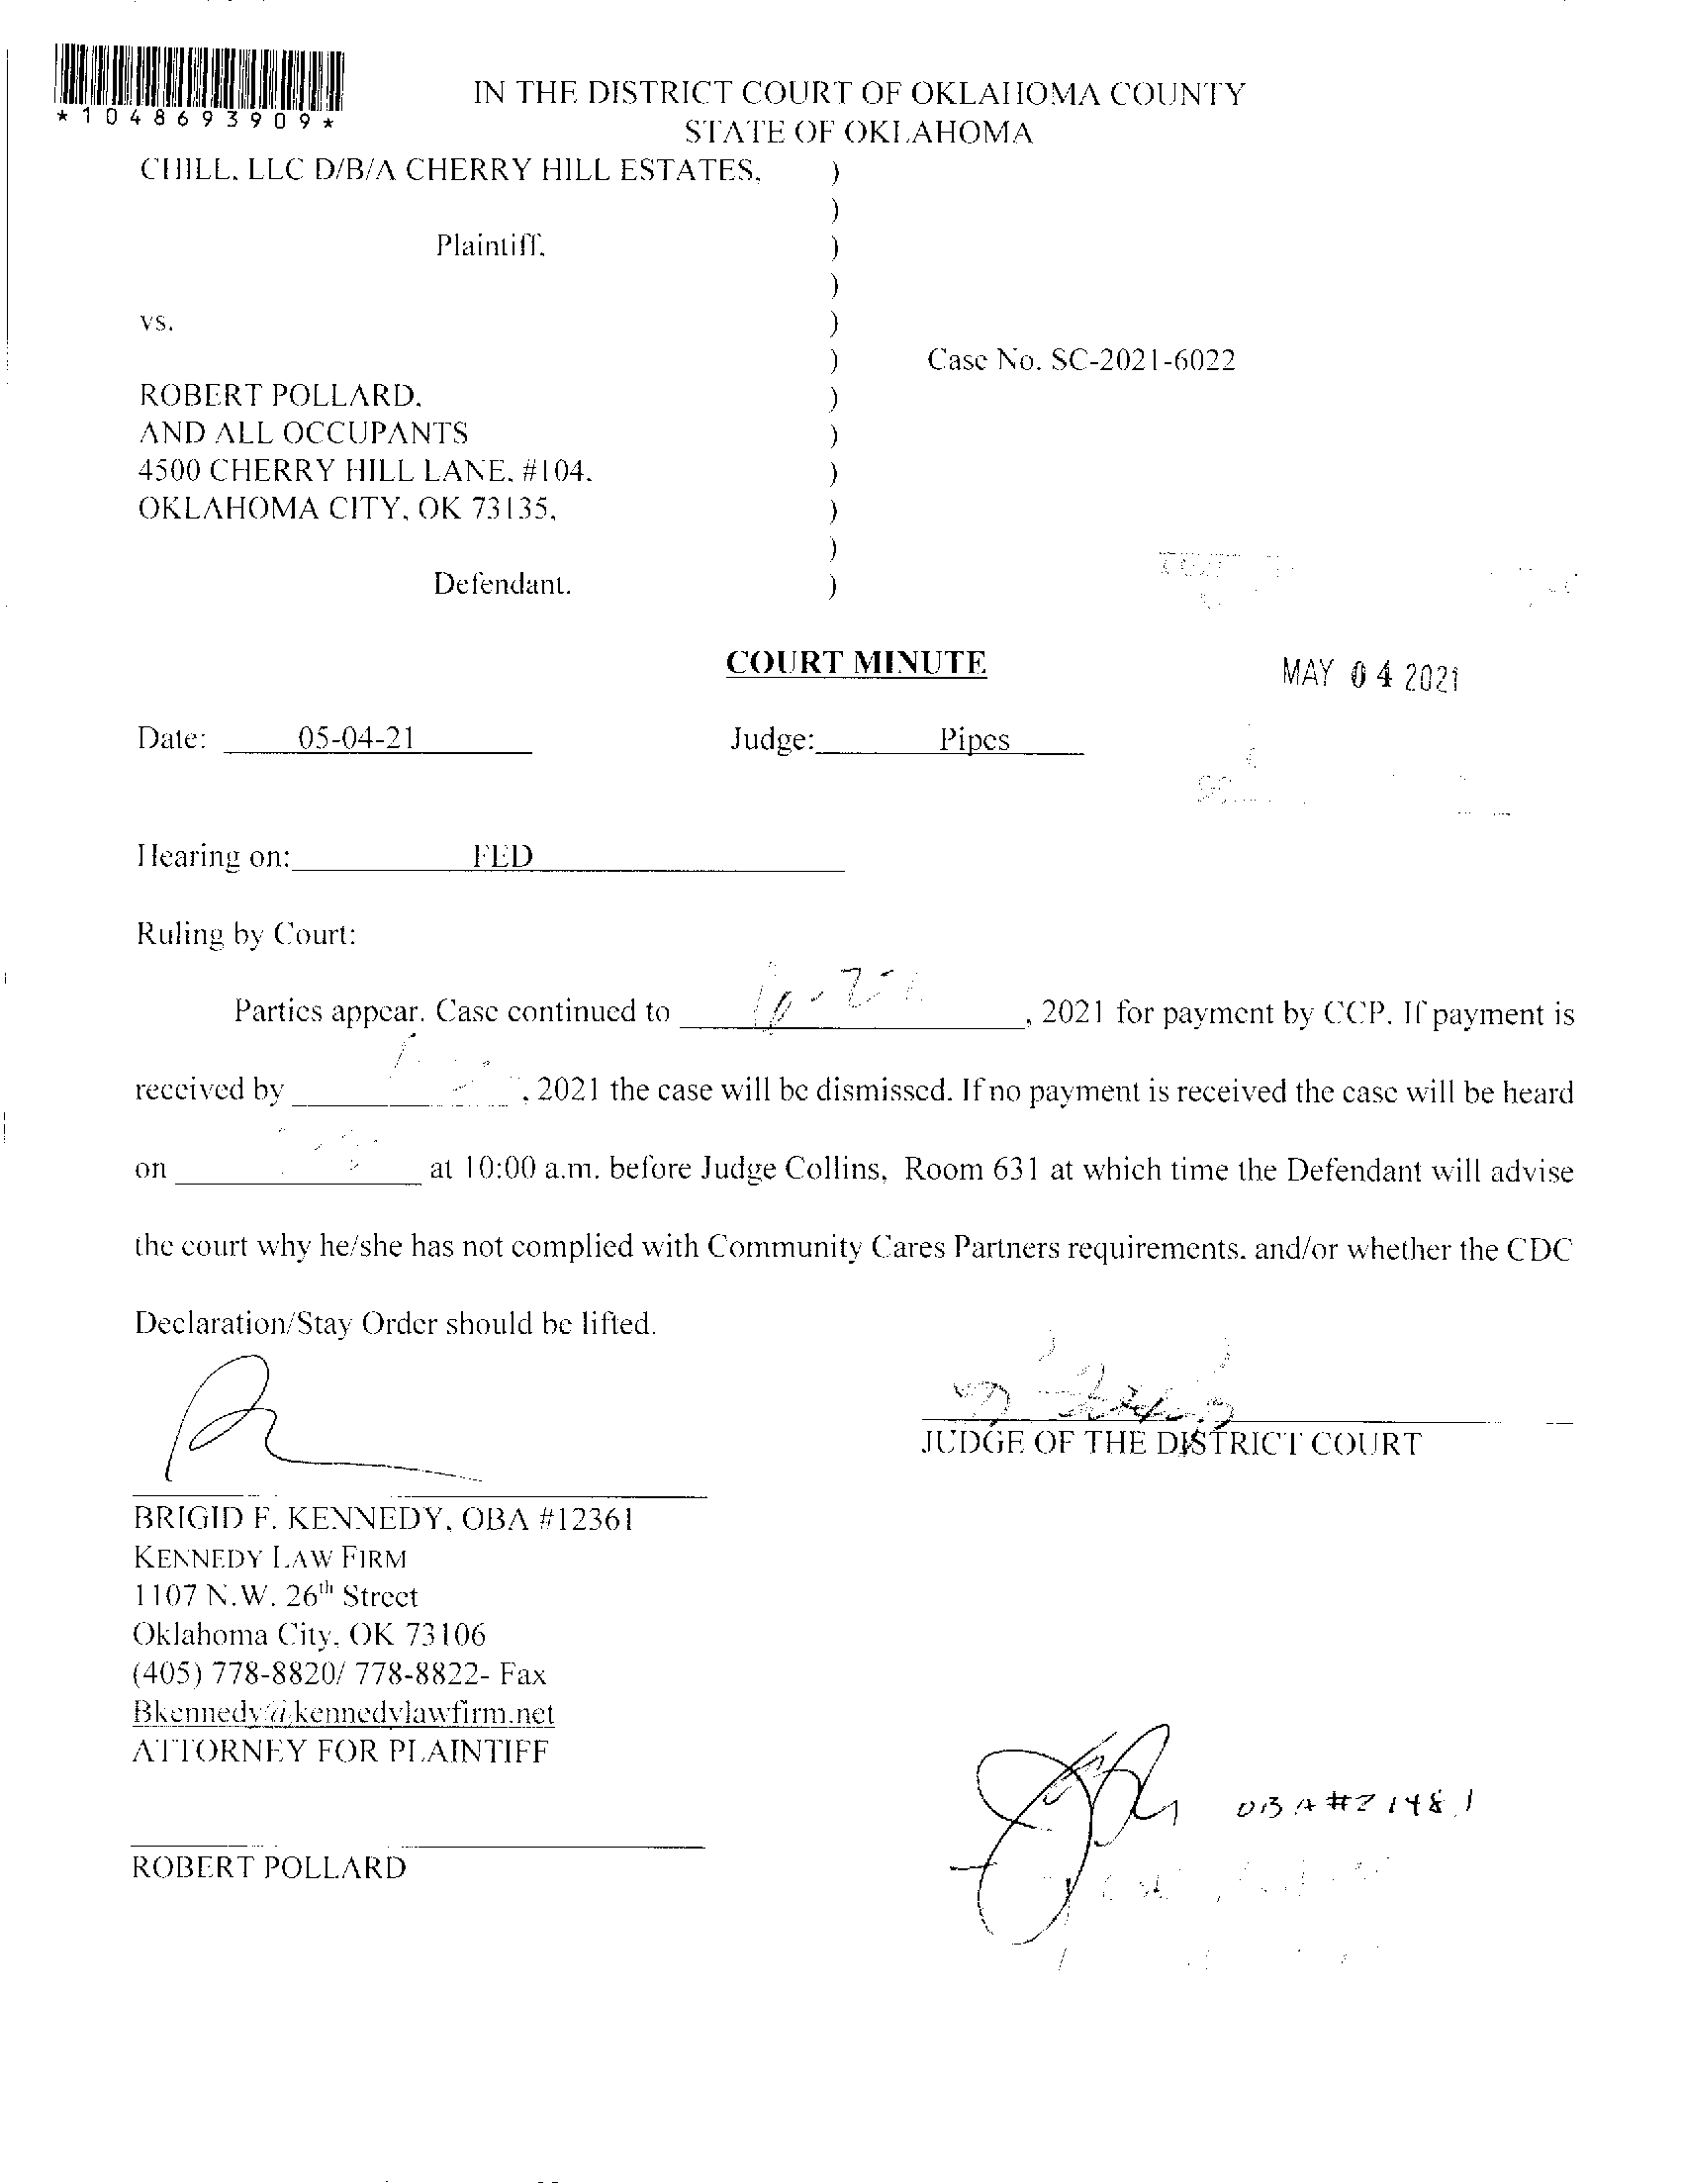 *1048693909*
IN THE DISTRICT COURT OF OKLAHOMA COUNTY
STATE OF OKLAHOMA
CHILL, LLC D/B/A CHERRY HILL ESTATES, )
)
Plaintiff, )
)
vs. )
) Case No. SC-2021-6022
ROBERT POLLARD, )
AND ALL OCCUPANTS )
4500 CHERRY HILL LANE, #104, )
OKLAHOMA CITY, OK 73135, )
)
Defendant. )
COURT MINUTE
MAY 04 2021
Date: 05-04-21 Judge: Pipes
Hearing on: FED
Ruling by Court:
Parties appear. Case continued to , 2021 for payment by CCP. If payment is
received by , 2021 the case will be dismissed. If no payment is received the case will be heard
on at 10:00 a.m. before Judge Collins, Room 631 at which time the Defendant will advise
the court why he/she has not complied with Community Cares Partners requirements, and/or whether the CDC
Declaration/Stay Order should be lifted.
JUDGE OF THE DISTRICT COURT
BRIGID F. KENNEDY, OBA #12361
KENNEDY LAW FIRM
1107 N.W. 26th Street
Oklahoma City, OK 73106
(405) 778-8820/ 778-8822- Fax
Bkennedy@kennedylawfirm.net
ATTORNEY FOR PLAINTIFF
OBA #21481
ROBERT POLLARD